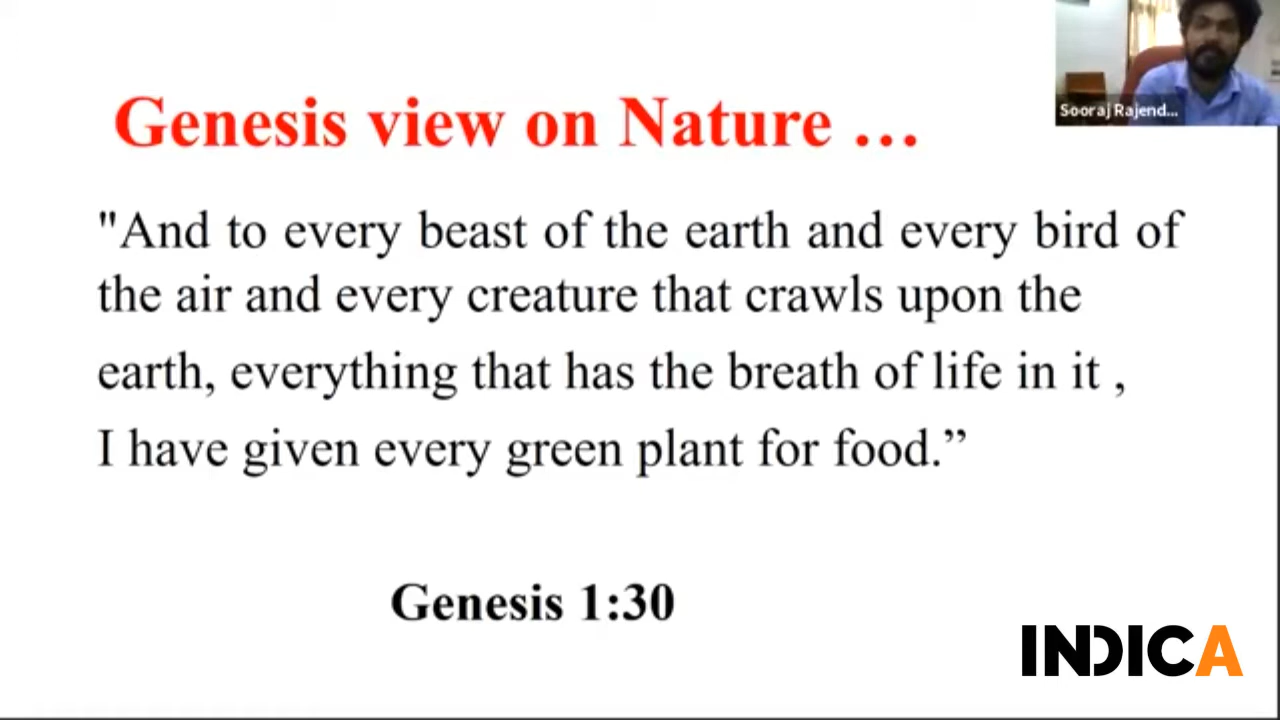 Genesis view on Nature ...
Sooraj Rajend...
"And to every beast of the earth and every bird of
the air and every creature that crawls upon the
earth, everything that has the breath of life in it ,
I have given every green plant for food.”
Genesis 1:30
INDICA